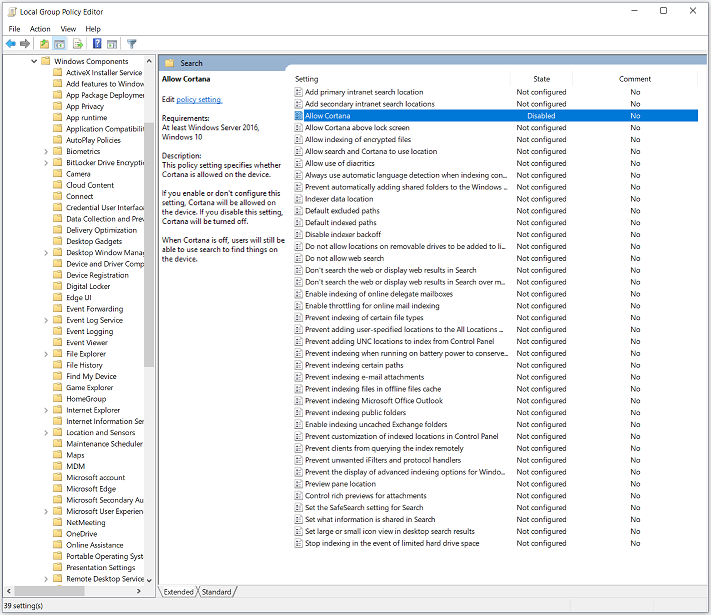 Local Group Policy Editor
File Action View Help
Windows Components
ActiveX Installer Service
Add features to Window
App Package Deploymen
App Privacy
App runtime
Application Compatibili
AutoPlay Policies
Biometrics
BitLocker Drive Encryptio
Camera
Cloud Content
Connect
Credential User Interface
Data Collection and Prev
Delivery Optimization
Desktop Gadgets
Desktop Window Manag
Device and Driver Comp
Device Registration
Digital Locker
Edge UI
Event Forwarding
Event Log Service
Event Logging
Event Viewer
File Explorer
File History
Find My Device
Game Explorer
HomeGroup
Internet Explorer
Internet Information Ser
Location and Sensors
Maintenance Scheduler
Maps
MDM
Microsoft account
Microsoft Edge
Microsoft Secondary Au
Microsoft User Experien
NetMeeting
OneDrive
Online Assistance
Portable Operating Syst
Presentation Settings
Remote Desktop Service
Search
Allow Cortana
Edit policy setting
Requirements:
At least Windows Server 2016,
Windows 10
Description:
This policy setting specifies whether
Cortana is allowed on the device.
If you enable or don't configure this
setting, Cortana will be allowed on
the device. If you disable this setting,
Cortana will be turned off.
When Cortana is off, users will still be
able to use search to find things on
the device.
Setting State Comment
Add primary intranet search location Not configured No
Add secondary intranet search locations Not configured No
Allow Cortana Disabled No
Allow Cortana above lock screen Not configured No
Allow indexing of encrypted files Not configured No
Allow search and Cortana to use location Not configured No
Allow use of diacritics Not configured No
Always use automatic language detection when indexing con... Not configured No
Prevent automatically adding shared folders to the Windows ... Not configured No
Indexer data location Not configured No
Default excluded paths Not configured No
Default indexed paths Not configured No
Disable indexer backoff Not configured No
Do not allow locations on removable drives to be added to li... Not configured No
Do not allow web search Not configured No
Don't search the web or display web results in Search Not configured No
Don't search the web or display web results in Search over m... Not configured No
Enable indexing of online delegate mailboxes Not configured No
Enable throttling for online mail indexing Not configured No
Prevent indexing of certain file types Not configured No
Prevent adding user-specified locations to the All Locations ... Not configured No
Prevent adding UNC locations to index from Control Panel Not configured No
Prevent indexing when running on battery power to conserve... Not configured No
Prevent indexing certain paths Not configured No
Prevent indexing e-mail attachments Not configured No
Prevent indexing files in offline files cache Not configured No
Prevent indexing Microsoft Office Outlook Not configured No
Prevent indexing public folders Not configured No
Enable indexing uncached Exchange folders Not configured No
Prevent customization of indexed locations in Control Panel Not configured No
Prevent clients from querying the index remotely Not configured No
Prevent unwanted iFilters and protocol handlers Not configured No
Prevent the display of advanced indexing options for Windo... Not configured No
Preview pane location Not configured No
Control rich previews for attachments Not configured No
Set the SafeSearch setting for Search Not configured No
Set what information is shared in Search Not configured No
Set large or small icon view in desktop search results Not configured No
Stop indexing in the event of limited hard drive space Not configured No
Extended Standard
39 setting(s)